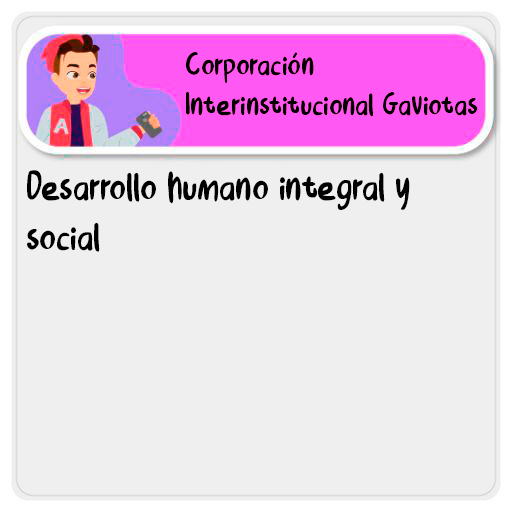 Corporación
Interinstitucional Gaviotas
A
Desarrollo humano integral y
social